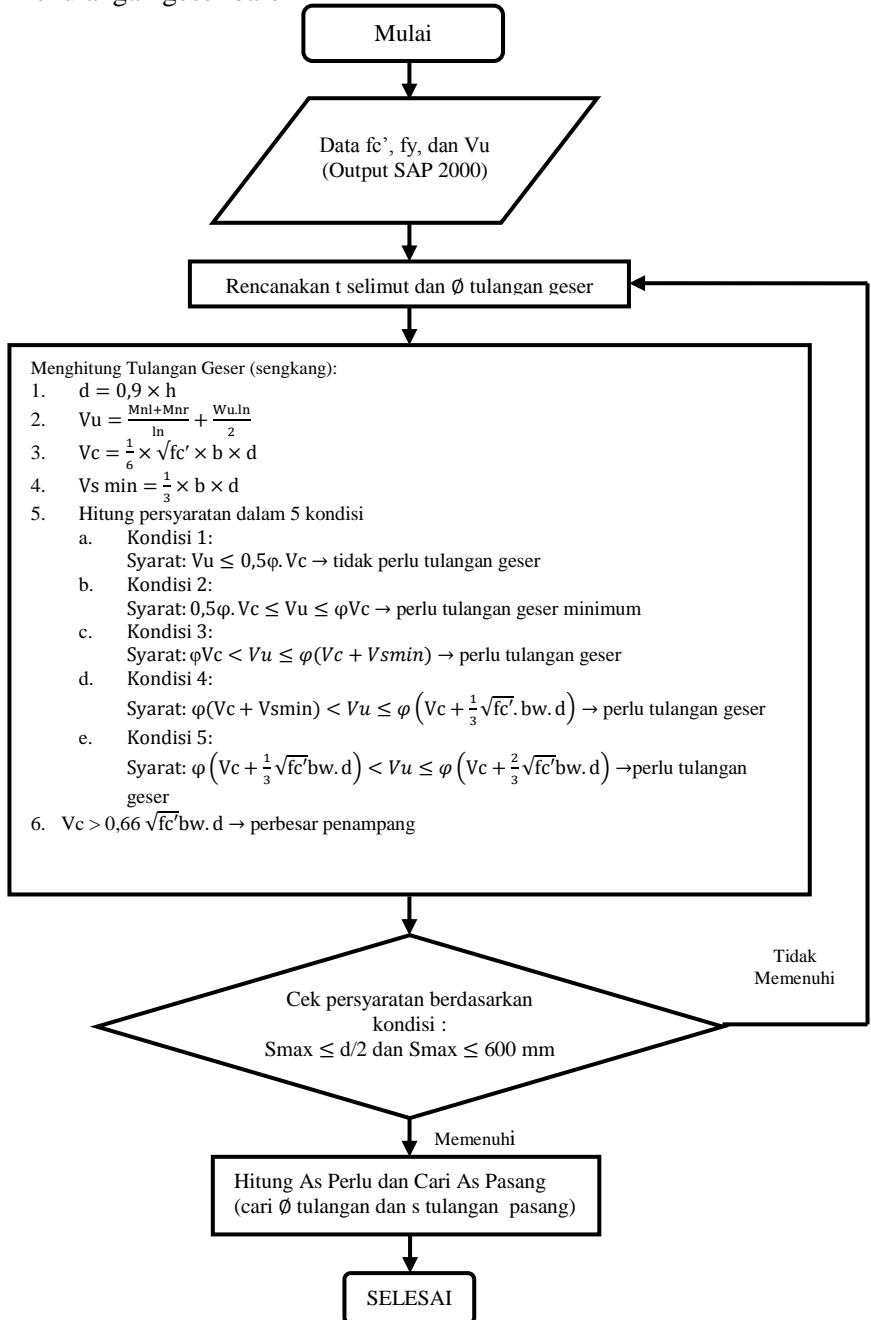 Mulai
Data fc’, fy, dan Vu
(Output SAP 2000)
Rencanakan t selimut dan Ø tulangan geser
Menghitung Tulangan Geser (sengkang):
1. d = 0,9 × h
2. Vu = (Mnl+Mnr)/ln + (Wu.ln)/2
3. Vc = 1/6 × √fc′ × b × d
4. Vs min = 1/3 × b × d
5. Hitung persyaratan dalam 5 kondisi
a. Kondisi 1:
Syarat: Vu ≤ 0,5φ. Vc → tidak perlu tulangan geser
b. Kondisi 2:
Syarat: 0,5φ. Vc ≤ Vu ≤ φVc → perlu tulangan geser minimum
c. Kondisi 3:
Syarat: φVc < Vu ≤ φ(Vc + Vsmin) → perlu tulangan geser
d. Kondisi 4:
Syarat: φ(Vc + Vsmin) < Vu ≤ φ (Vc + 1/3 √fc′. bw. d) → perlu tulangan geser
e. Kondisi 5:
Syarat: φ (Vc + 1/3 √fc′bw. d) < Vu ≤ φ (Vc + 2/3 √fc′bw. d) →perlu tulangan
geser
6. Vc > 0,66 √fc′bw. d → perbesar penampang
Cek persyaratan berdasarkan
kondisi :
Smax ≤ d/2 dan Smax ≤ 600 mm
Tidak
Memenuhi
Memenuhi
Hitung As Perlu dan Cari As Pasang
(cari Ø tulangan dan s tulangan pasang)
SELESAI